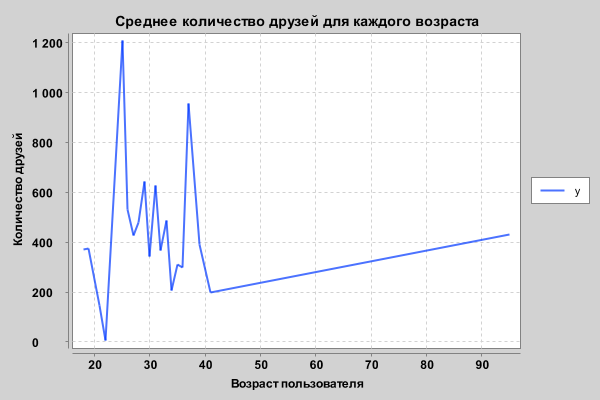 Среднее количество друзей для каждого возраста
Количество друзей
1 200
1 000
800
600
400
200
0
20 30 40 50 60 70 80 90
Возраст пользователя
y